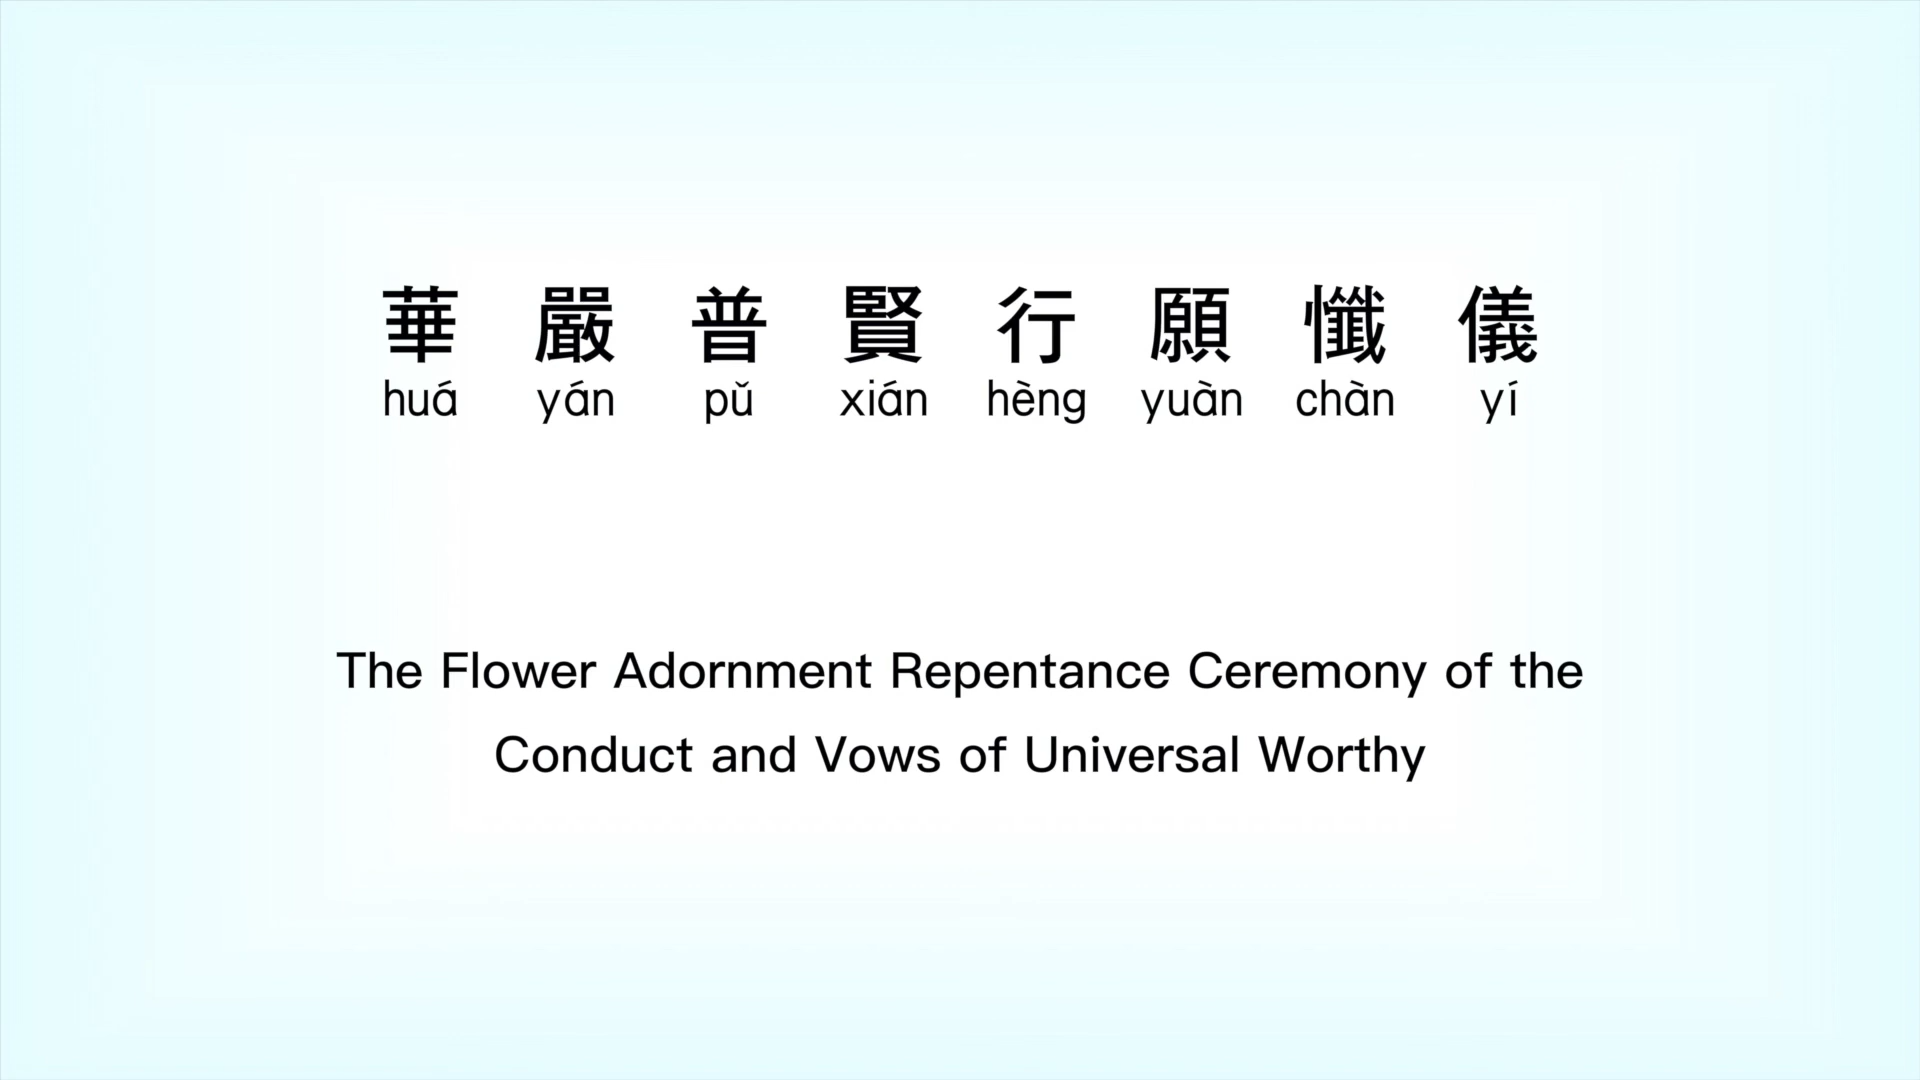 華嚴普賢行願懺儀
huá yán pǔ xián hèng yuàn chàn yí
The Flower Adornment Repentance Ceremony of the
Conduct and Vows of Universal Worthy